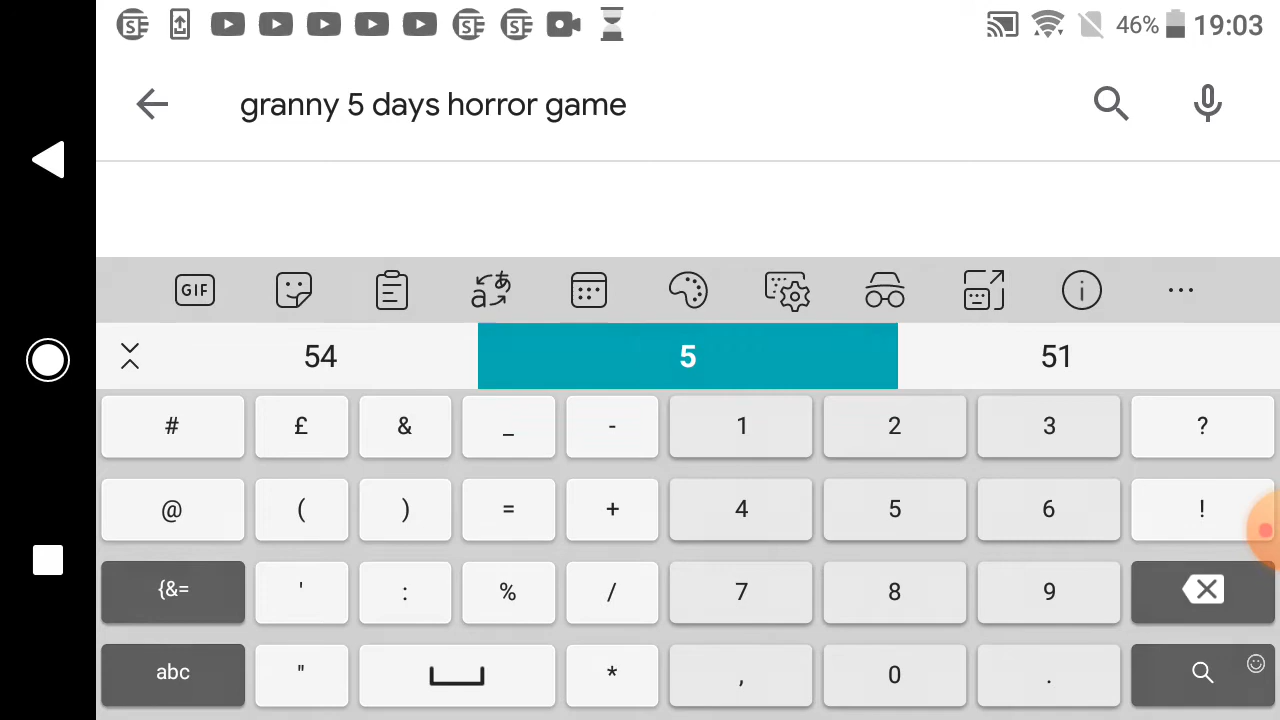 46% 19:03
granny 5 days horror game
GIF a あ i
54 5 51
# £ & _ - 1 2 3 ?
@ ( ) = + 4 5 6 !
{&= ' : % / 7 8 9
abc " * , 0 .